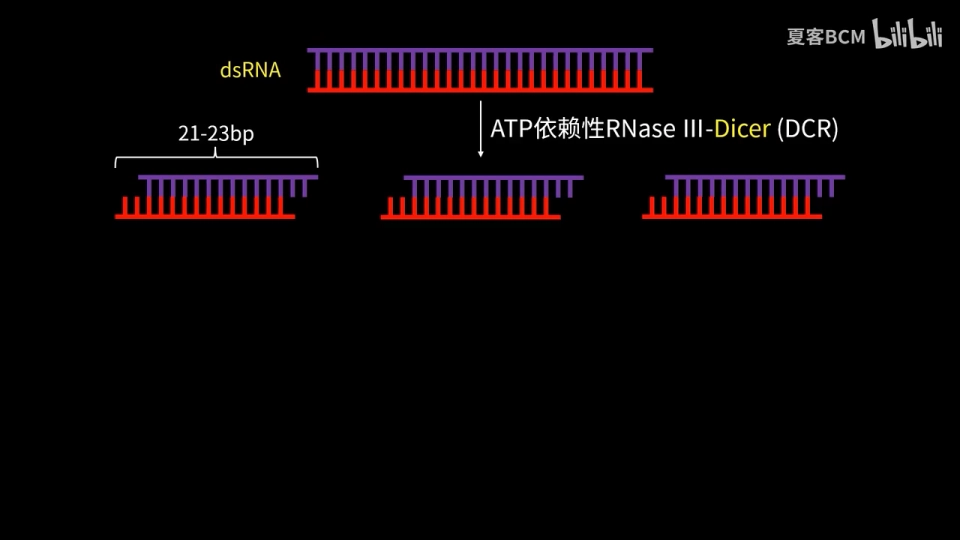 夏客BCM bilibili
dsRNA
ATP依赖性RNase III-Dicer (DCR)
21-23bp